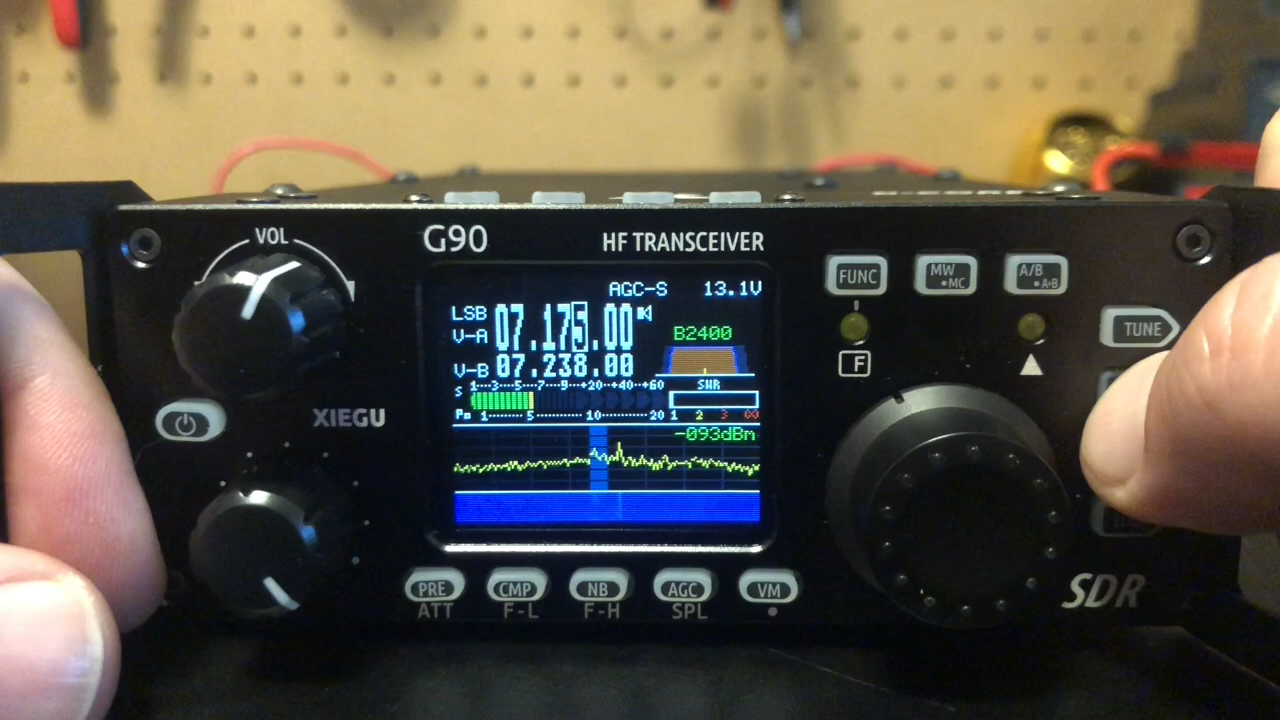 VOL
G90
HF TRANSCEIVER
AGC-S 13.1V
LSB 07.175.00
V-A
B2400
V-B 07.238.00
S 1---3---5---7---9---+20---+40---+60 SWR
Po 1-------5--------10--------20 1 2 3 ∞
-093dBm
FUNC
MW
•MC
A/B
•A=B
F
TUNE
XIEGU
PRE CMP NB AGC VM
ATT F-L F-H SPL •
SDR